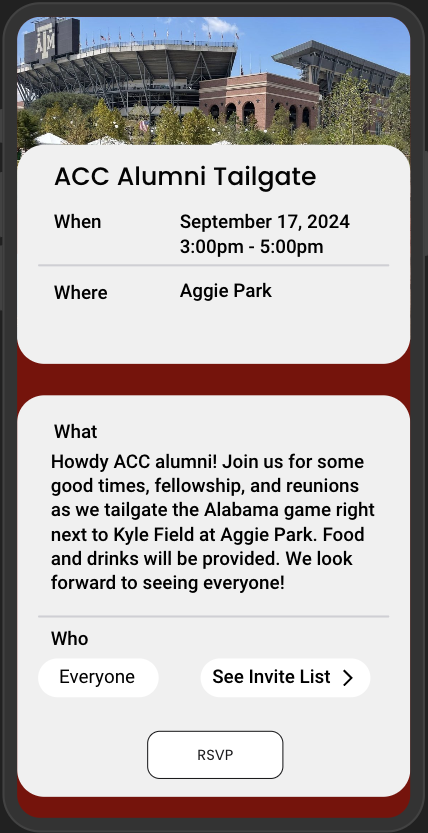 ĀM
ACC Alumni Tailgate
When
September 17, 2024
3:00pm - 5:00pm
Where
Aggie Park
What
Howdy ACC alumni! Join us for some
good times, fellowship, and reunions
as we tailgate the Alabama game right
next to Kyle Field at Aggie Park. Food
and drinks will be provided. We look
forward to seeing everyone!
Who
Everyone
See Invite List
RSVP